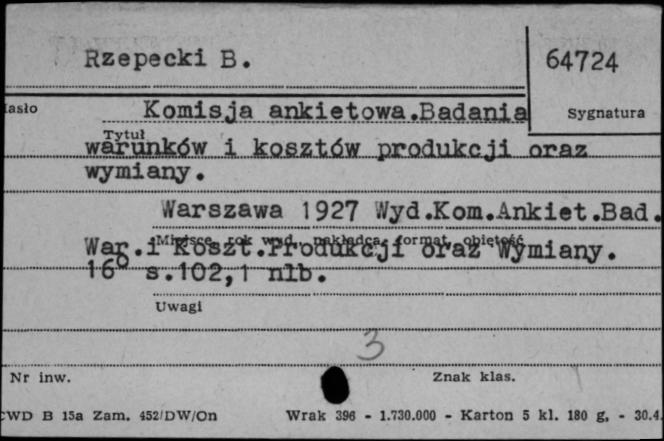 Rzepecki B.
64724
asło
Komisja ankietowa.Badania
Sygnatura
Tytuł
warunków i kosztów produkcji oraz
wymiany.
Warszawa 1927 Wyd.Kom.Ankiet.Bad.
Miejsce, rok wyd., nakładca, format, objętość
War.i Koszt.Produkcji oraz Wymiany.
16° s.102,1 nlb.
Uwagi
3
Nr inw.
Znak klas.
CWD B 15a Zam. 452/DW/On
Wrak 396 - 1.730.000 - Karton 5 kl. 180 g, - 30.4.